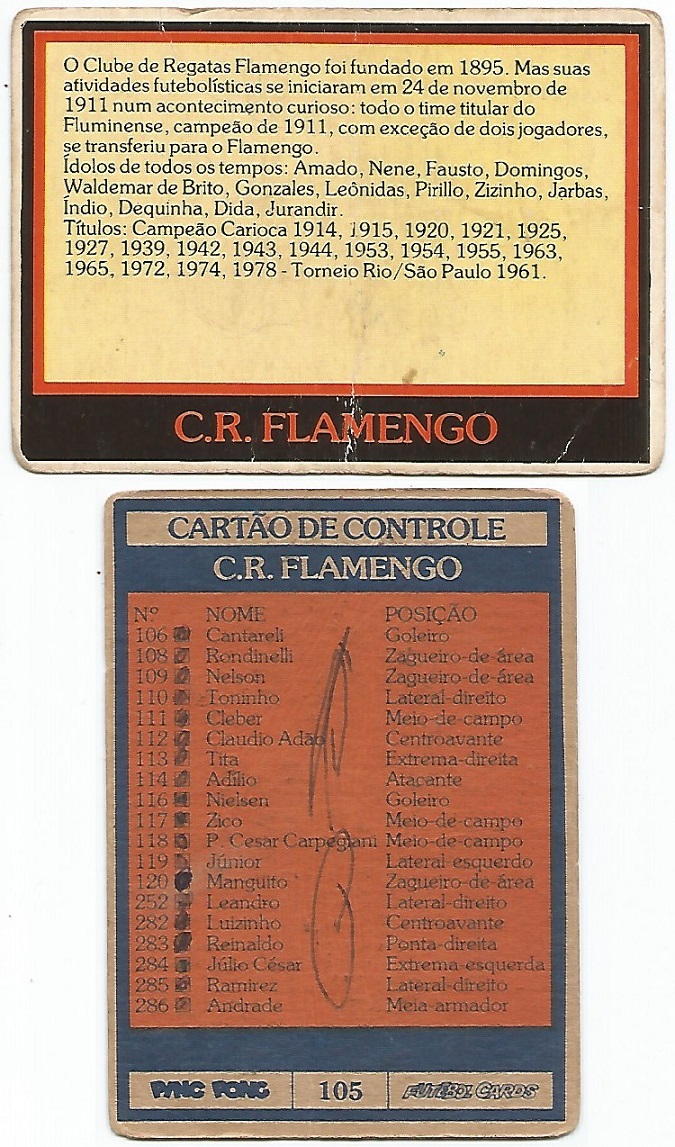 O Clube de Regatas Flamengo foi fundado em 1895. Mas suas
atividades futebolísticas se iniciaram em 24 de novembro de
1911 num acontecimento curioso: todo o time titular do
Fluminense, campeão de 1911, com exceção de dois jogadores,
se transferiu para o Flamengo.
Ídolos de todos os tempos: Amado, Nene, Fausto, Domingos,
Waldemar de Brito, Gonzales, Leônidas, Pirillo, Zizinho, Jarbas,
Índio, Dequinha, Dida, Jurandir.
Títulos: Campeão Carioca 1914, 1915, 1920, 1921, 1925,
1927, 1939, 1942, 1943, 1944, 1953, 1954, 1955, 1963,
1965, 1972, 1974, 1978 - Torneio Rio/São Paulo 1961.
C.R. FLAMENGO
CARTÃO DE CONTROLE
C.R. FLAMENGO
Nº NOME POSIÇÃO
106 Cantareli Goleiro
108 Rondinelli Zagueiro-de-área
109 Nelson Zagueiro-de-área
110 Toninho Lateral-direito
111 Cleber Meio-de-campo
112 Claudio Adão Centroavante
113 Tita Extrema-direita
114 Adílio Atacante
116 Nielsen Goleiro
117 Zico Meio-de-campo
118 P. Cesar Carpegiani Meio-de-campo
119 Júnior Lateral-esquerdo
120 Manguito Zagueiro-de-área
252 Leandro Lateral-direito
282 Luizinho Centroavante
283 Reinaldo Ponta-direita
284 Júlio César Extrema-esquerda
285 Ramirez Lateral-direito
286 Andrade Meia-armador
PING PONG 105 FUTEBOL CARDS